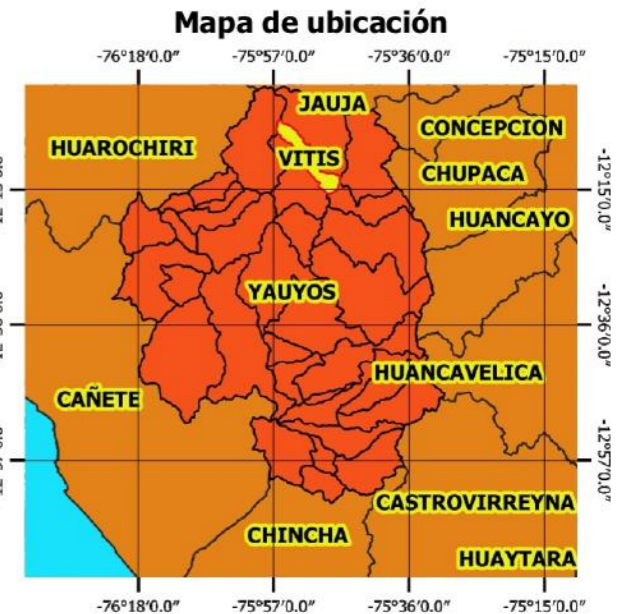 Mapa de ubicación
-76°18'0.0" -75°57'0.0" -75°36'0.0" -75°15'0.0"
JAUJA
CONCEPCION
HUAROCHIRI
VITIS
CHUPACA
-12°15'0.0"
HUANCAYO
YAUYOS
-12°36'0.0"
HUANCAVELICA
CAÑETE
-12°57'0.0"
CASTROVIRREYNA
CHINCHA
HUAYTARA
-76°18'0.0" -75°57'0.0" -75°36'0.0" -75°15'0.0"